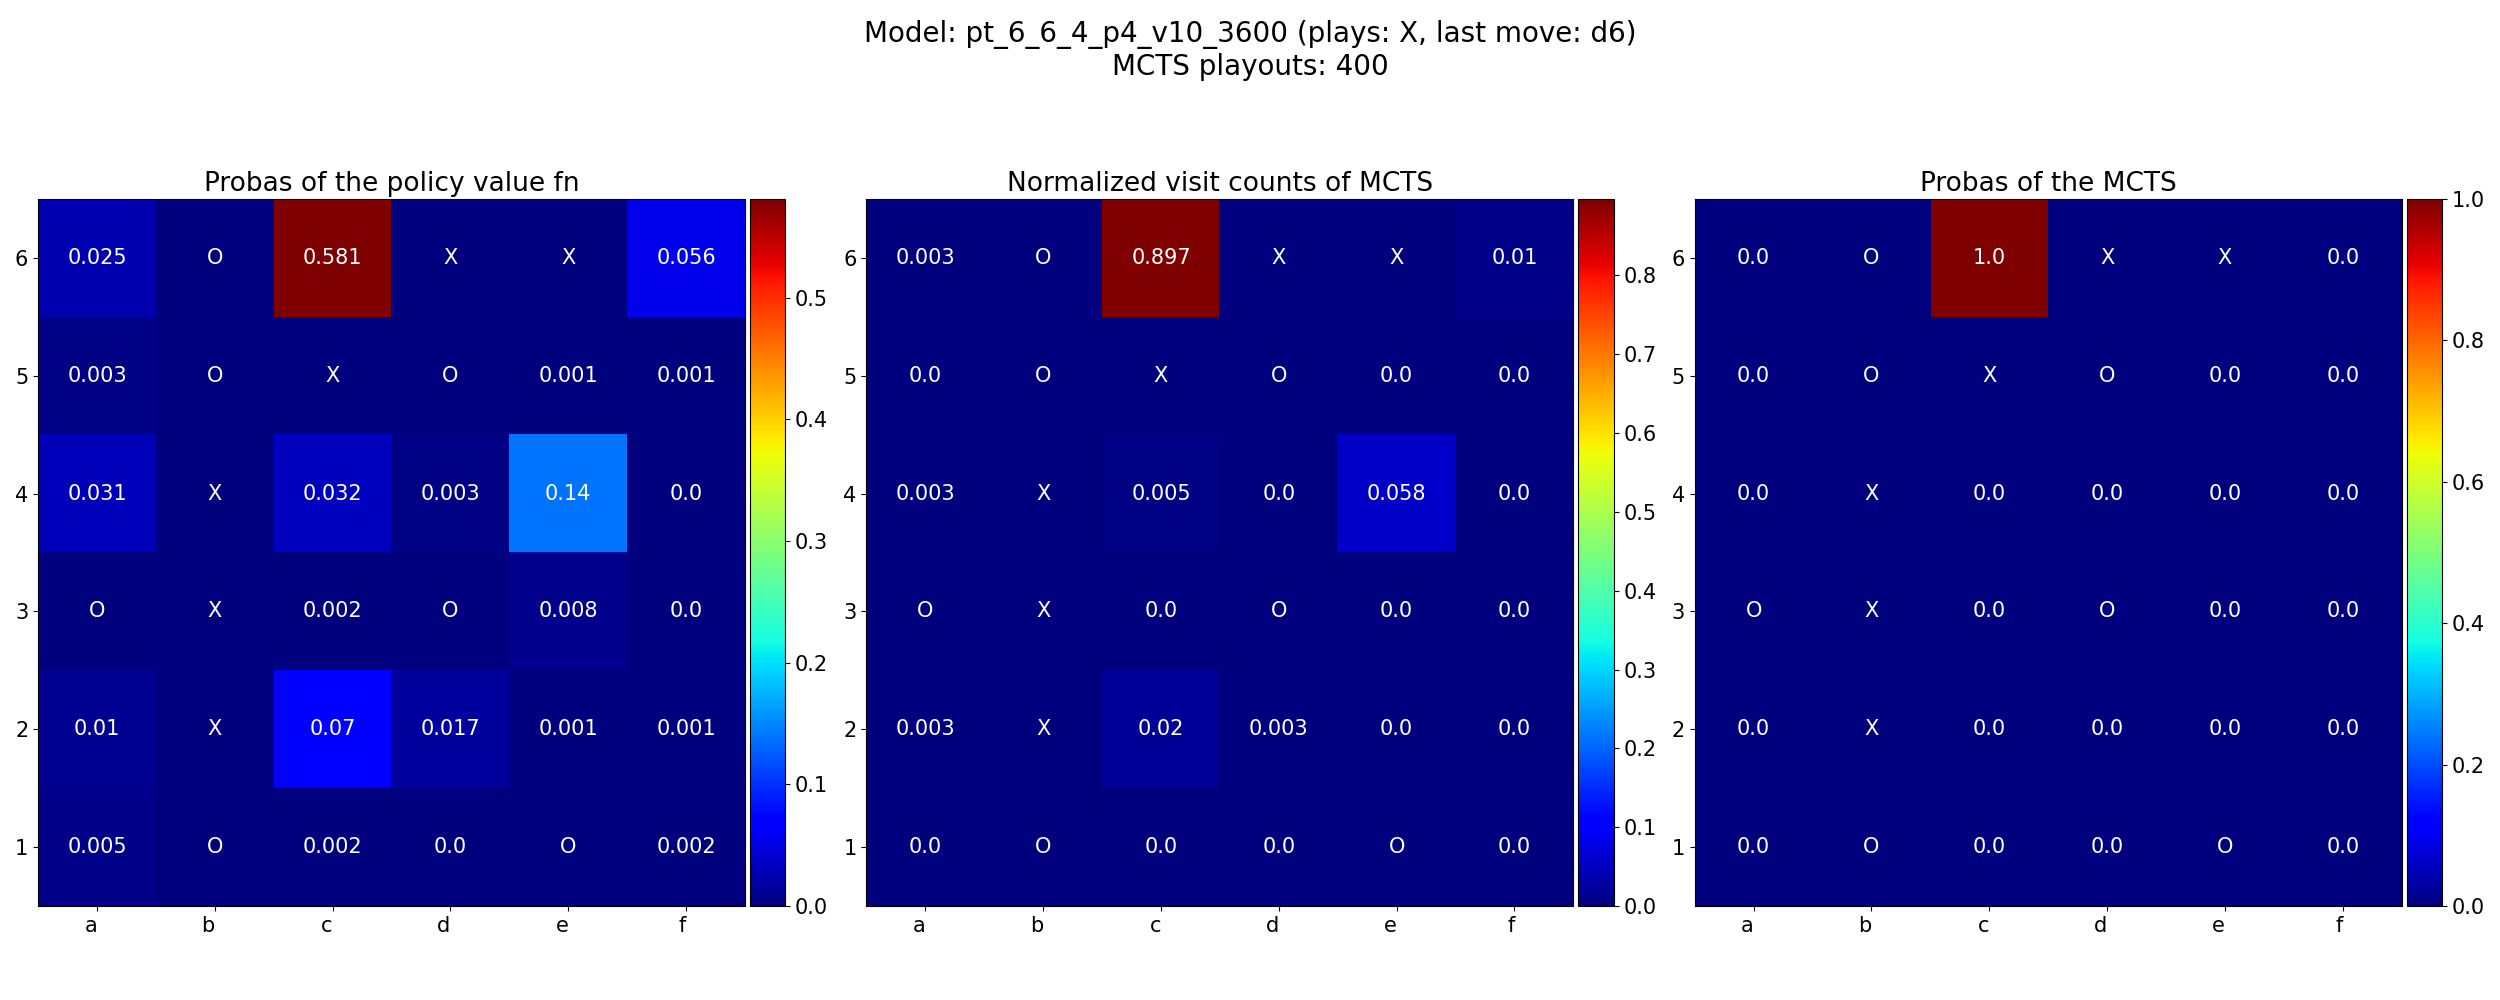 Model: pt_6_6_4_p4_v10_3600 (plays: X, last move: d6)
MCTS playouts: 400
Probas of the policy value fn
6 0.025 O 0.581 X X 0.056
5 0.003 O X O 0.001 0.001
4 0.031 X 0.032 0.003 0.14 0.0
3 O X 0.002 O 0.008 0.0
2 0.01 X 0.07 0.017 0.001 0.001
1 0.005 O 0.002 0.0 O 0.002
a b c d e f
0.5
0.4
0.3
0.2
0.1
0.0
Normalized visit counts of MCTS
6 0.003 O 0.897 X X 0.01
5 0.0 O X O 0.0 0.0
4 0.003 X 0.005 0.0 0.058 0.0
3 O X 0.0 O 0.0 0.0
2 0.003 X 0.02 0.003 0.0 0.0
1 0.0 O 0.0 0.0 O 0.0
a b c d e f
0.8
0.7
0.6
0.5
0.4
0.3
0.2
0.1
0.0
Probas of the MCTS
6 0.0 O 1.0 X X 0.0
5 0.0 O X O 0.0 0.0
4 0.0 X 0.0 0.0 0.0 0.0
3 O X 0.0 O 0.0 0.0
2 0.0 X 0.0 0.0 0.0 0.0
1 0.0 O 0.0 0.0 O 0.0
a b c d e f
1.0
0.8
0.6
0.4
0.2
0.0